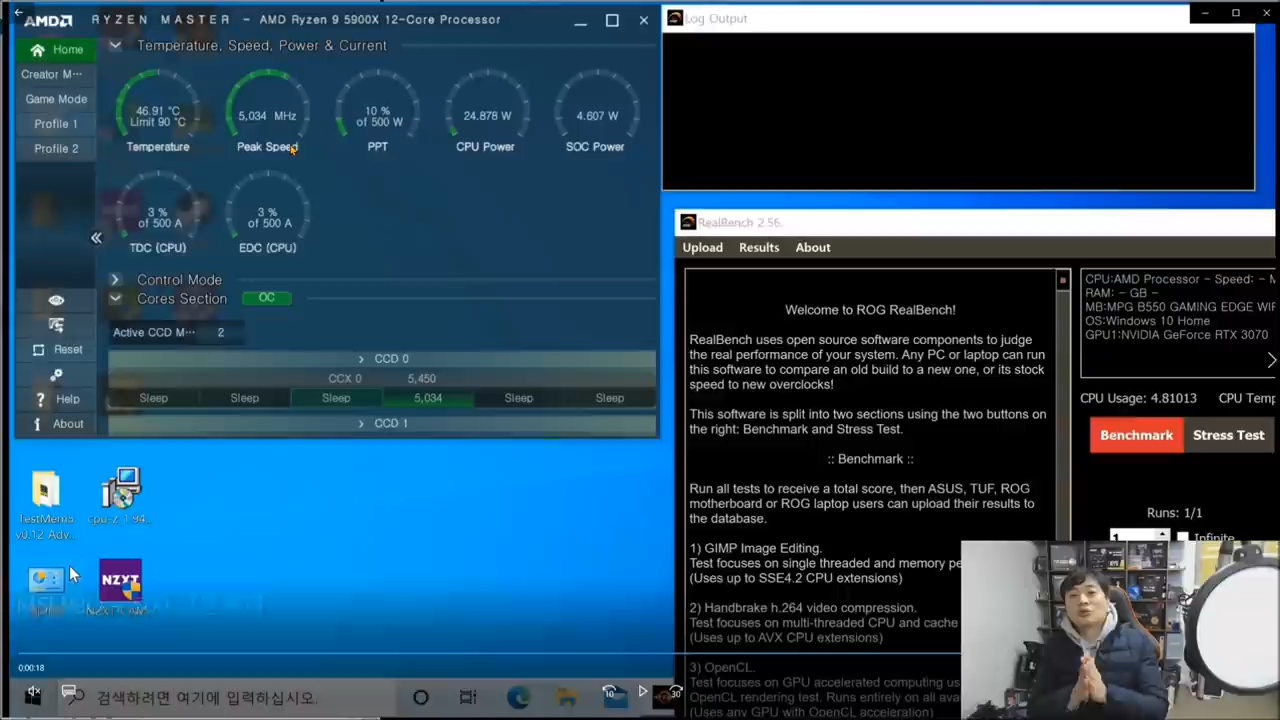 AMD RYZEN MASTER - AMD Ryzen 9 5900X 12-Core Processor
Home
Creator M···
Game Mode
Profile 1
Profile 2
Reset
Help
About
Temperature, Speed, Power & Current
46.91 °C
Limit 90 °C
Temperature
5,034 MHz
Peak Speed
10 %
of 500 W
PPT
24.878 W
CPU Power
4.607 W
SOC Power
3 %
of 500 A
TDC (CPU)
3 %
of 500 A
EDC (CPU)
Control Mode
Cores Section OC
Active CCD M··· 2
CCD 0
CCX 0 5,450
Sleep Sleep Sleep 5,034 Sleep Sleep
CCD 1
Log Output
RealBench 2.56.
Upload Results About
Welcome to ROG RealBench!
RealBench uses open source software components to judge
the real performance of your system. Any PC or laptop can run
this software to compare an old build to a new one, or its stock
speed to new overclocks!
This software is split into two sections using the two buttons on
the right: Benchmark and Stress Test.
:: Benchmark ::
Run all tests to receive a total score, then ASUS, TUF, ROG
motherboard or ROG laptop users can upload their results to
the database.
1) GIMP Image Editing.
Test focuses on single threaded and memory pe
(Uses up to SSE4.2 CPU extensions)
2) Handbrake h.264 video compression.
Test focuses on multi-threaded CPU and cache
(Uses up to AVX CPU extensions)
3) OpenCL.
Test focuses on GPU accelerated computing us
OpenCL rendering test. Runs entirely on all ava
(Uses any GPU with OpenCL acceleration)
CPU:AMD Processor - Speed: - M
RAM: - GB -
MB:MPG B550 GAMING EDGE WIF
OS:Windows 10 Home
GPU1:NVIDIA GeForce RTX 3070
CPU Usage: 4.81013 CPU Temp
Benchmark Stress Test
Runs: 1/1
1 Infinite
TestMem5
v0.12 Adv...
cpu-z_1.94...
NZXT
NZXT CAM
0:00:18
10
30
검색하려면 여기에 입력하십시오.